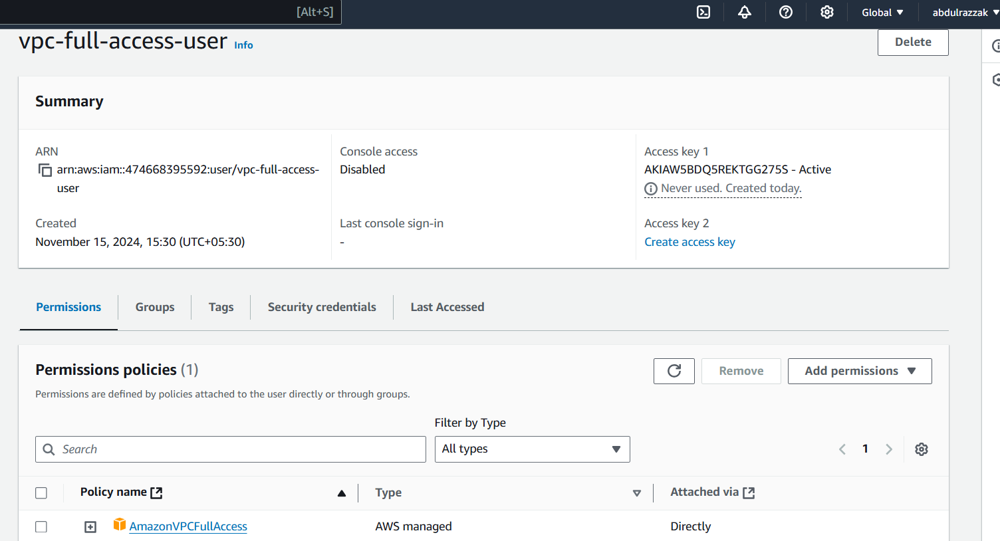 [Alt+S]
Global
abdulrazzak
vpc-full-access-user Info
Delete
Summary
ARN
arn:aws:iam::474668395592:user/vpc-full-access-
user
Created
November 15, 2024, 15:30 (UTC+05:30)
Console access
Disabled
Last console sign-in
-
Access key 1
AKIAW5BDQ5REKTGG275S - Active
Never used. Created today.
Access key 2
Create access key
Permissions
Groups
Tags
Security credentials
Last Accessed
Permissions policies (1)
Remove
Add permissions
Permissions are defined by policies attached to the user directly or through groups.
Filter by Type
Search
All types
1
Policy name
Type
Attached via
AmazonVPCFullAccess
AWS managed
Directly